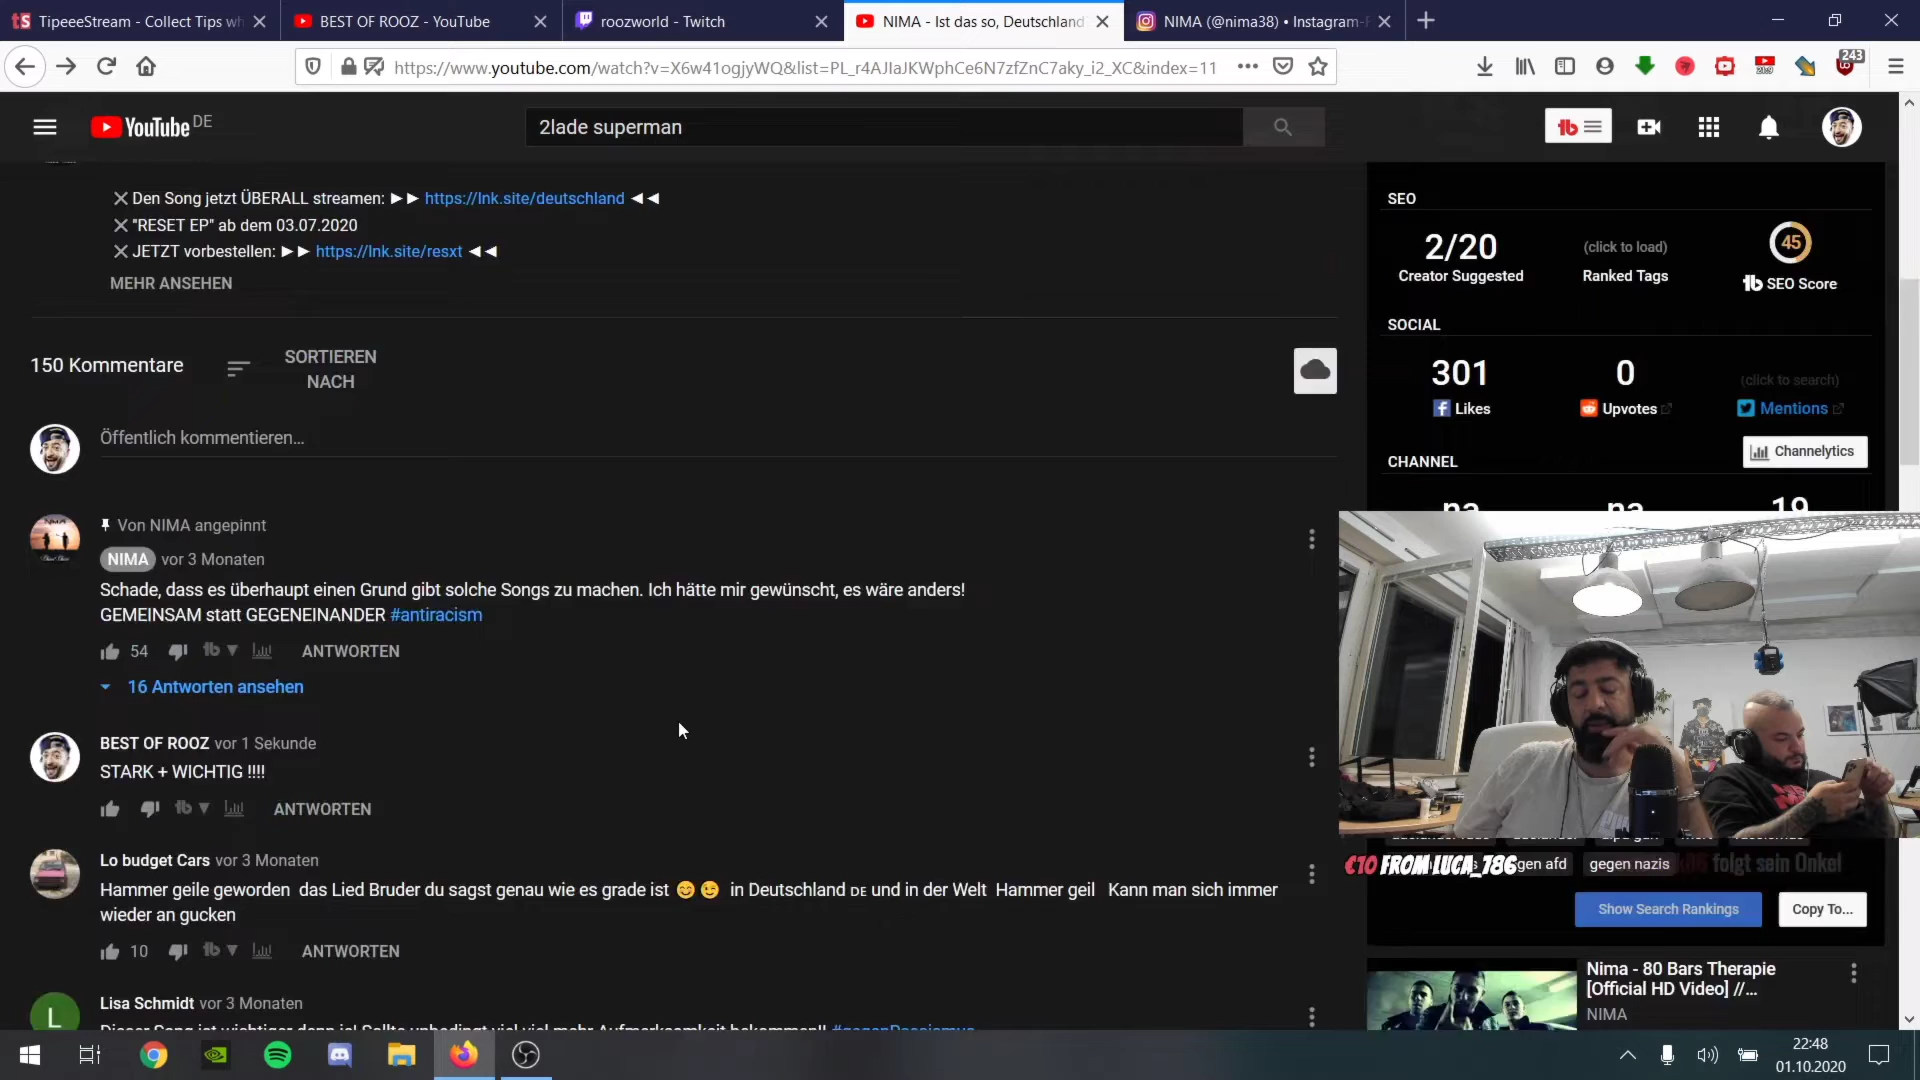 TipeeeStream - Collect Tips wh
BEST OF ROOZ - YouTube
roozworld - Twitch
NIMA - Ist das so, Deutschland
NIMA (@nima38) • Instagram-F
https://www.youtube.com/watch?v=X6w41ogjyWQ&list=PL_r4AJIaJKWphCe6N7zfZnC7aky_i2_XC&index=11
243
YouTube DE
2lade superman
Den Song jetzt ÜBERALL streamen: ►► https://lnk.site/deutschland ◄◄
"RESET EP" ab dem 03.07.2020
JETZT vorbestellen: ►► https://lnk.site/resxt ◄◄
MEHR ANSEHEN
150 Kommentare
SORTIEREN
NACH
Öffentlich kommentieren...
Von NIMA angepinnt
NIMA vor 3 Monaten
Schade, dass es überhaupt einen Grund gibt solche Songs zu machen. Ich hätte mir gewünscht, es wäre anders!
GEMEINSAM statt GEGENEINANDER #antiracism
54 ANTWORTEN
16 Antworten ansehen
BEST OF ROOZ vor 1 Sekunde
STARK + WICHTIG !!!!
ANTWORTEN
Lo budget Cars vor 3 Monaten
Hammer geile geworden das Lied Bruder du sagst genau wie es grade ist 😊 😉 in Deutschland DE und in der Welt Hammer geil Kann man sich immer
wieder an gucken
10 ANTWORTEN
L
Lisa Schmidt vor 3 Monaten
Dieser Song ist wichtiger denn je! Sollte unbedingt viel viel mehr Aufmerksamkeit bekommen!! #gegenRassismus
SEO
2/20
Creator Suggested
(click to load)
Ranked Tags
45
SEO Score
SOCIAL
301
Likes
0
Upvotes
(click to search)
Mentions
CHANNEL
Channelytics
na
na
19
€10 FROM LUCA_786
gen afd
gegen nazis
folgt sein Onkel
Show Search Rankings
Copy To...
Nima - 80 Bars Therapie
[Official HD Video] //...
NIMA
22:48
01.10.2020